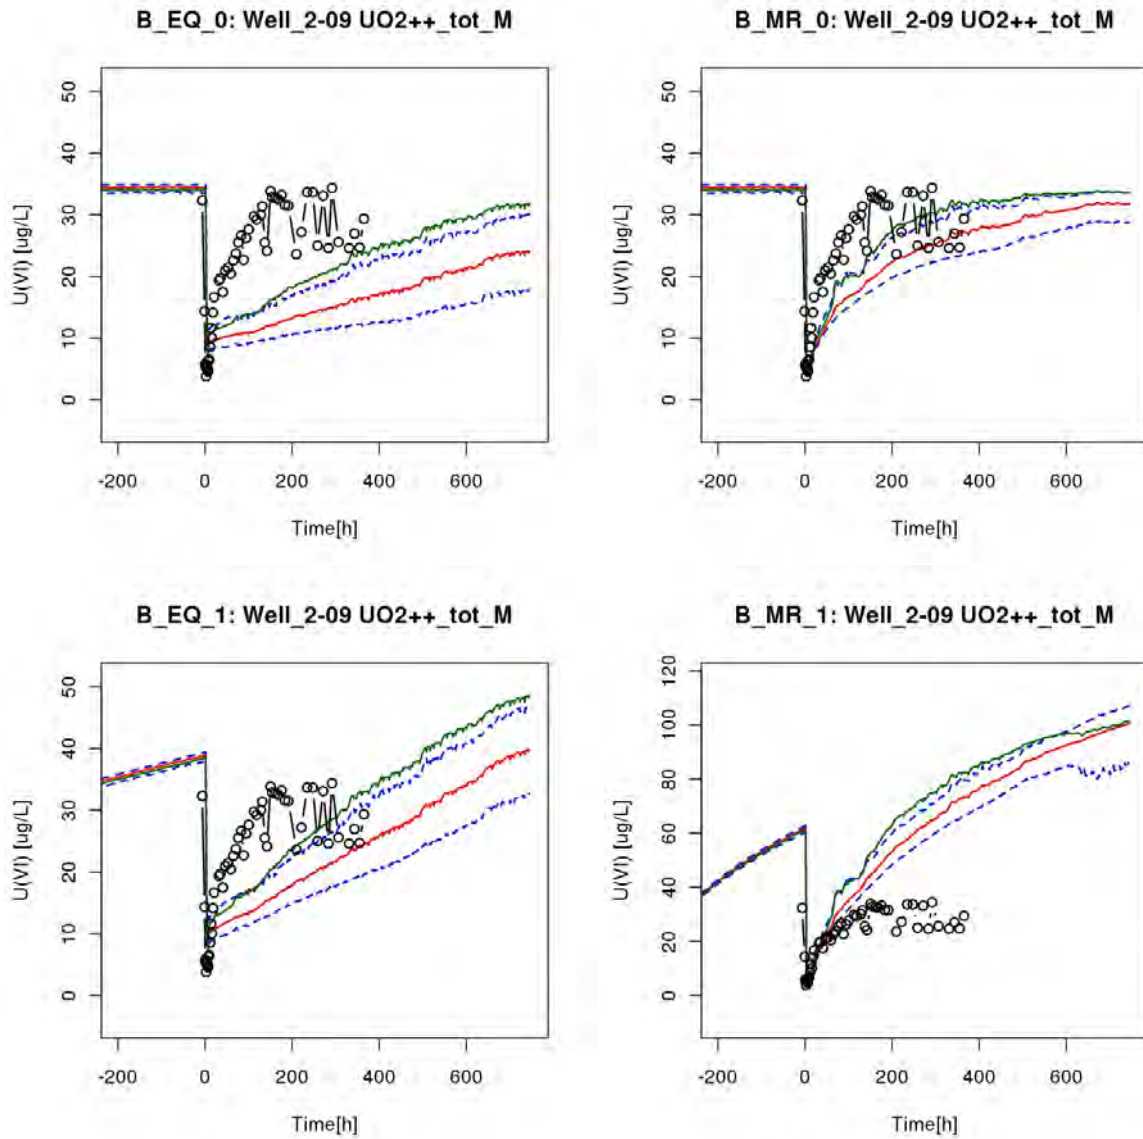 B_EQ_0: Well_2-09 UO2++_tot_M
U(VI) [ug/L]
50
40
30
20
10
0
-200 0 200 400 600
Time[h]
B_MR_0: Well_2-09 UO2++_tot_M
U(VI) [ug/L]
50
40
30
20
10
0
-200 0 200 400 600
Time[h]
B_EQ_1: Well_2-09 UO2++_tot_M
U(VI) [ug/L]
50
40
30
20
10
0
-200 0 200 400 600
Time[h]
B_MR_1: Well_2-09 UO2++_tot_M
U(VI) [ug/L]
120
100
80
60
40
20
0
-200 0 200 400 600
Time[h]